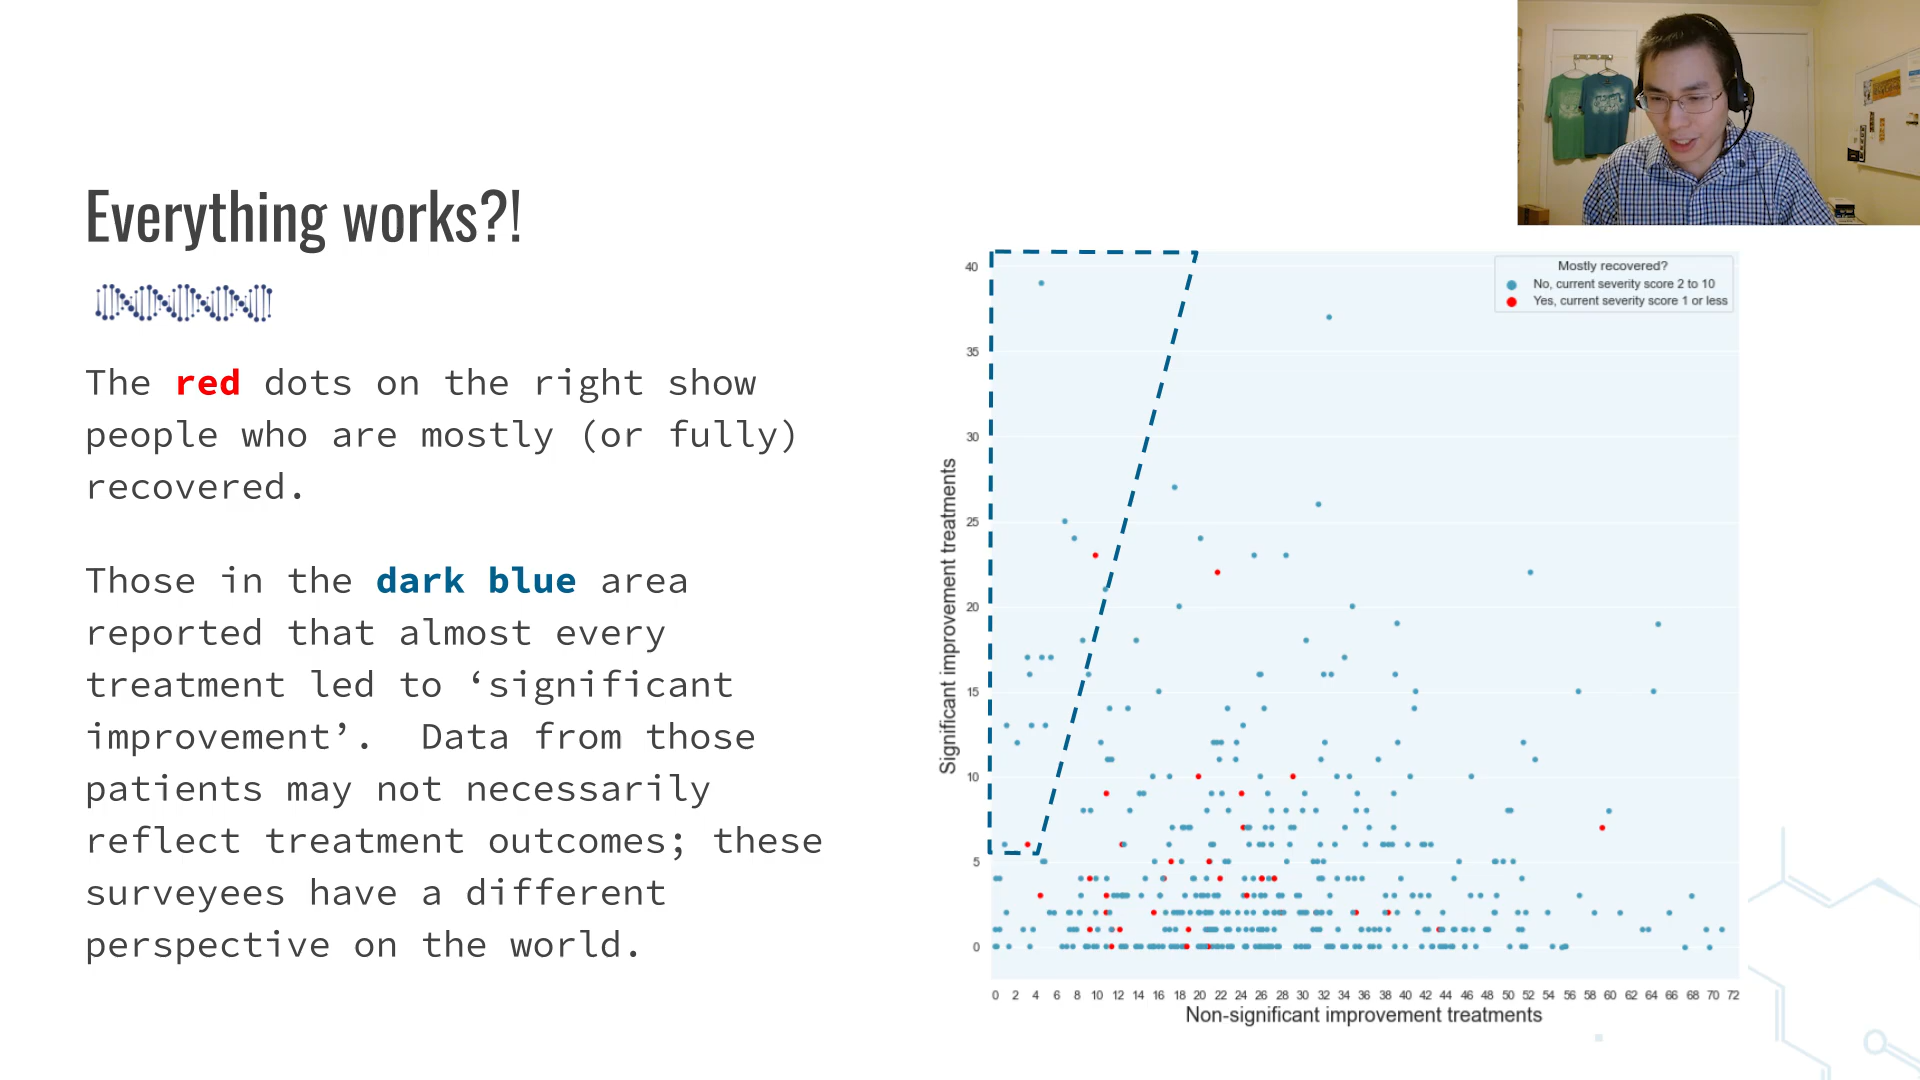 Everything works?!
The red dots on the right show
people who are mostly (or fully)
recovered.
Those in the dark blue area
reported that almost every
treatment led to ‘significant
improvement’.  Data from those
patients may not necessarily
reflect treatment outcomes; these
surveyees have a different
perspective on the world.
Mostly recovered?
No, current severity score 2 to 10
Yes, current severity score 1 or less
Significant improvement treatments
40
35
30
25
20
15
10
5
0
0 2 4 6 8 10 12 14 16 18 20 22 24 26 28 30 32 34 36 38 40 42 44 46 48 50 52 54 56 58 60 62 64 66 68 70 72
Non-significant improvement treatments